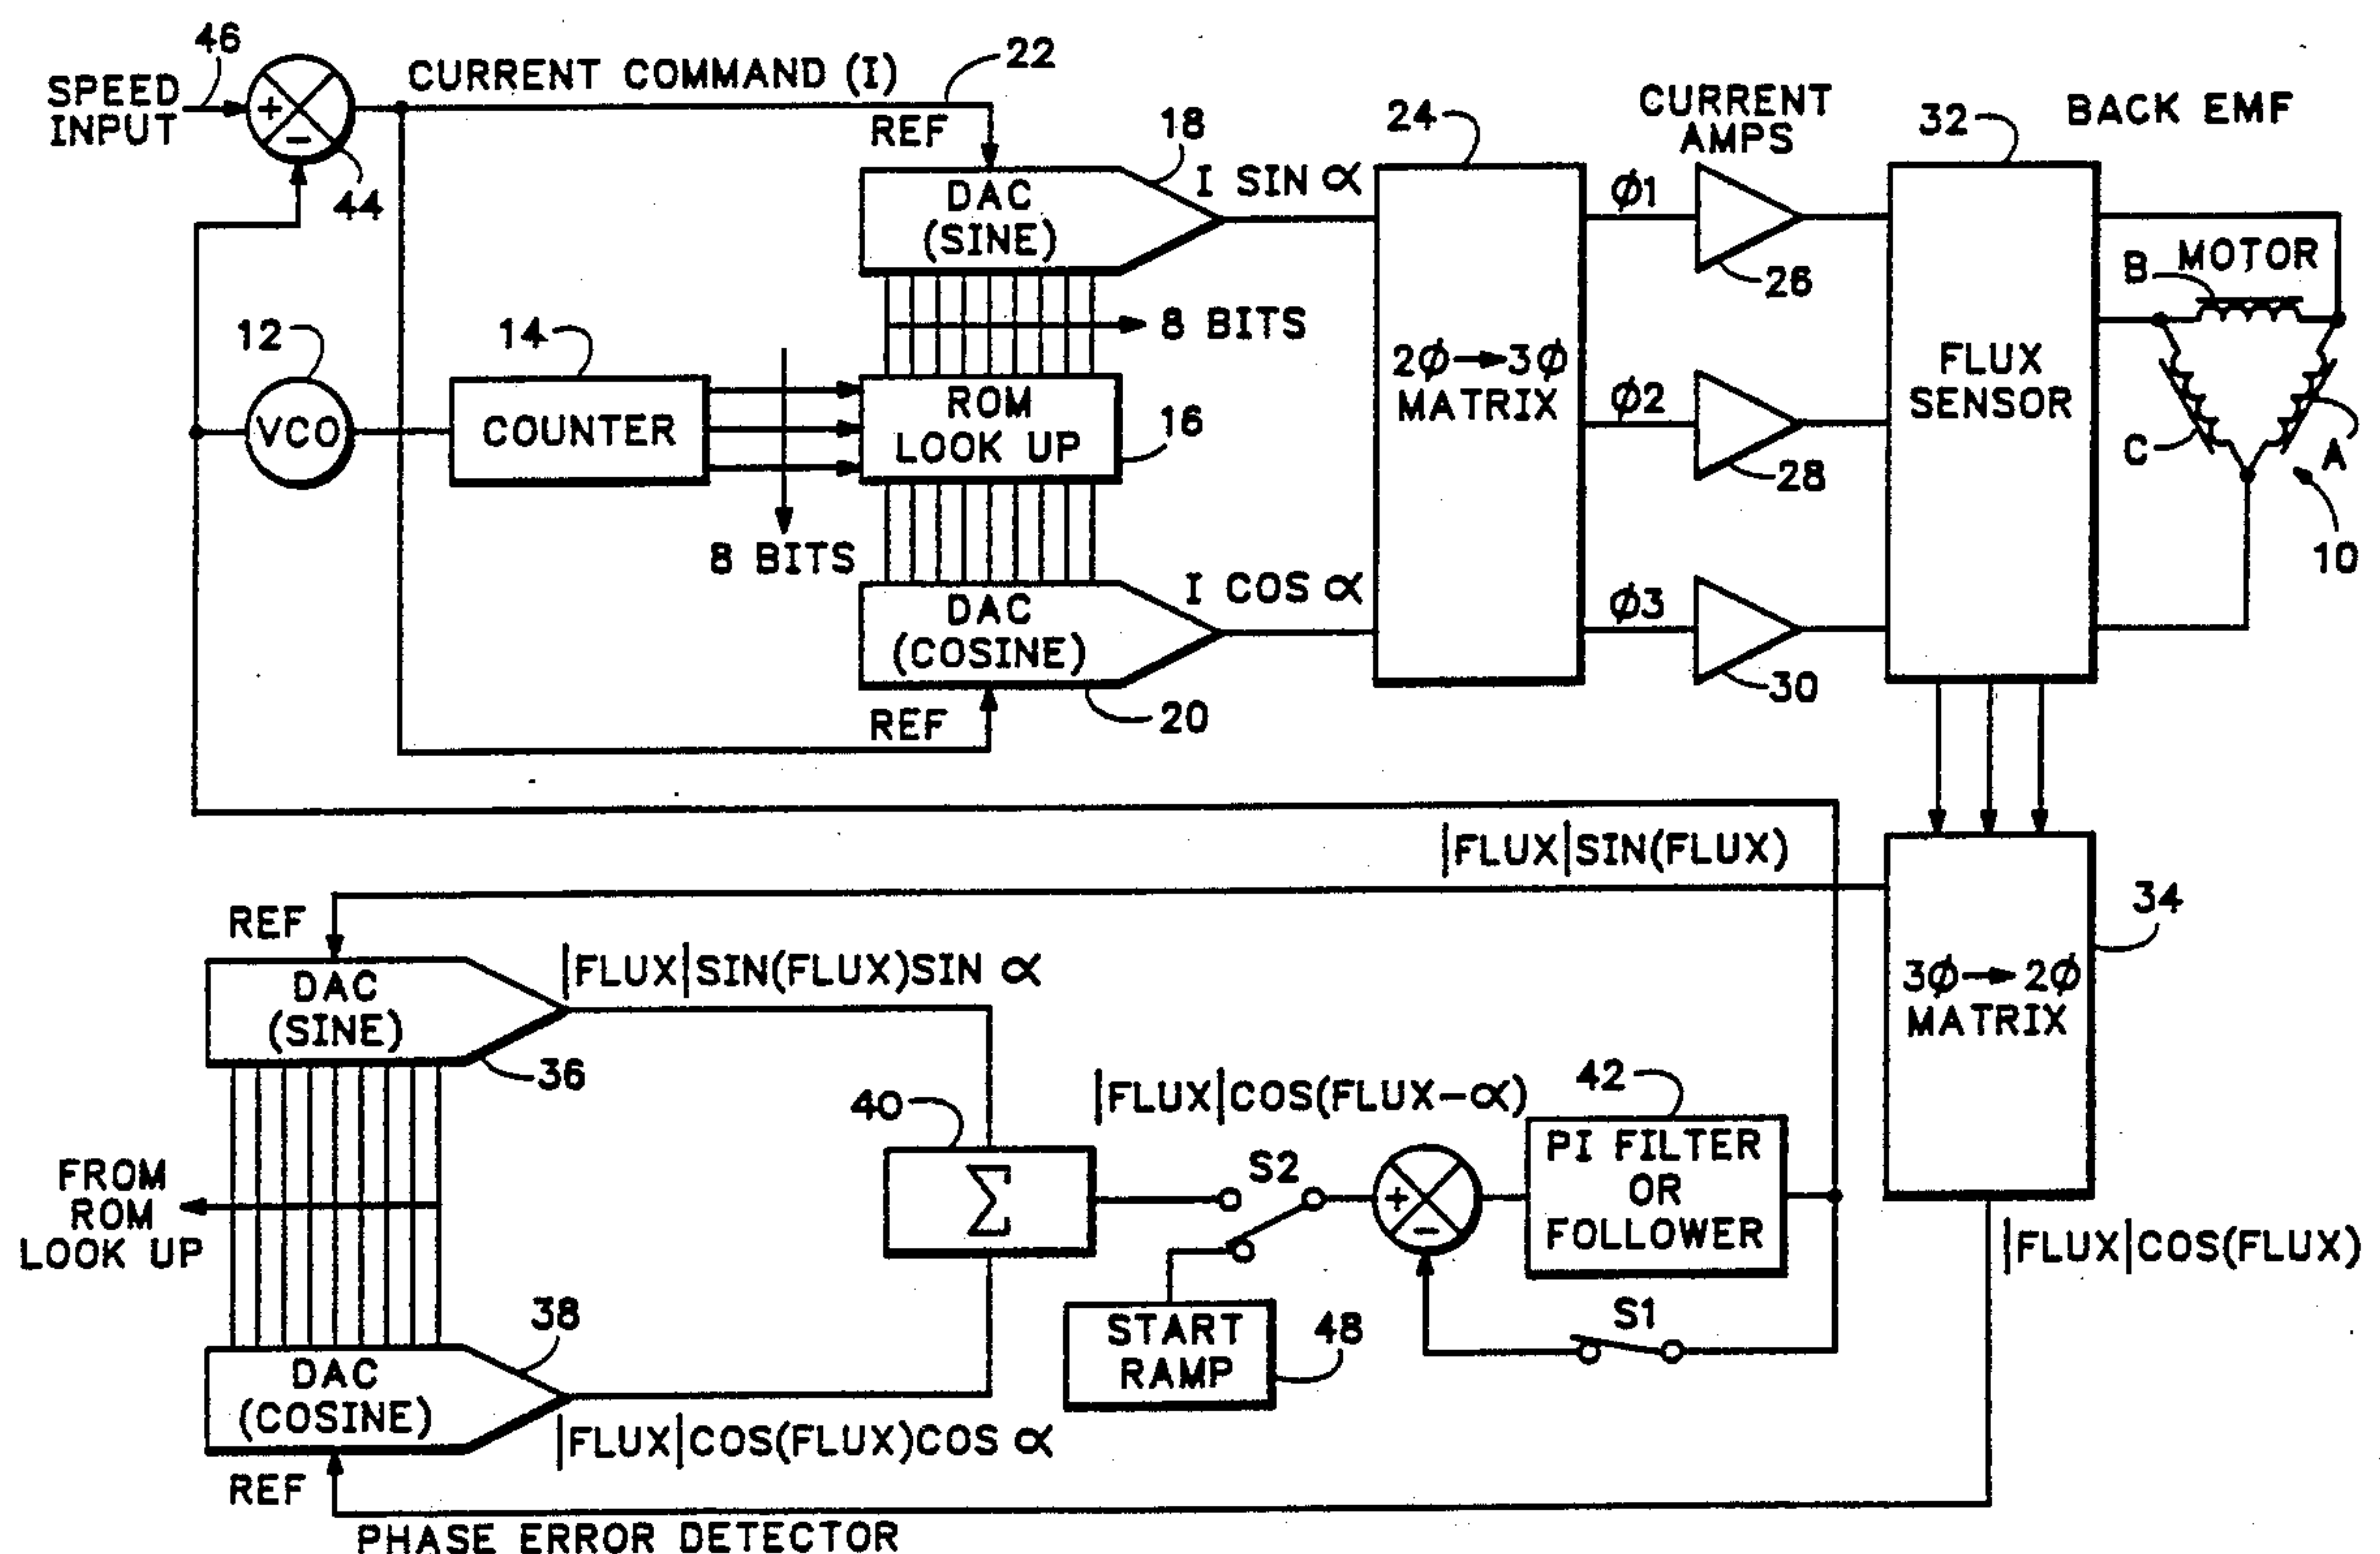 46
SPEED
INPUT
+
−
44
CURRENT COMMAND (I)
22
REF
18
DAC
(SINE)
I SIN α
24
CURRENT
AMPS
32
BACK EMF
ϕ1
26
B
MOTOR
8 BITS
12
VCO
14
COUNTER
ROM
LOOK UP
16
8 BITS
2ϕ→3ϕ
MATRIX
ϕ2
28
FLUX
SENSOR
C
A
10
I COS α
DAC
(COSINE)
REF
20
ϕ3
30
|FLUX|SIN(FLUX)
34
3ϕ→2ϕ
MATRIX
REF
DAC
(SINE)
36
|FLUX|SIN(FLUX)SIN α
FROM
ROM
LOOK UP
40
Σ
|FLUX|COS(FLUX-α)
S2
+
−
42
PI FILTER
OR
FOLLOWER
|FLUX|COS(FLUX)
START
RAMP
48
S1
38
DAC
(COSINE)
|FLUX|COS(FLUX)COS α
REF
PHASE ERROR DETECTOR